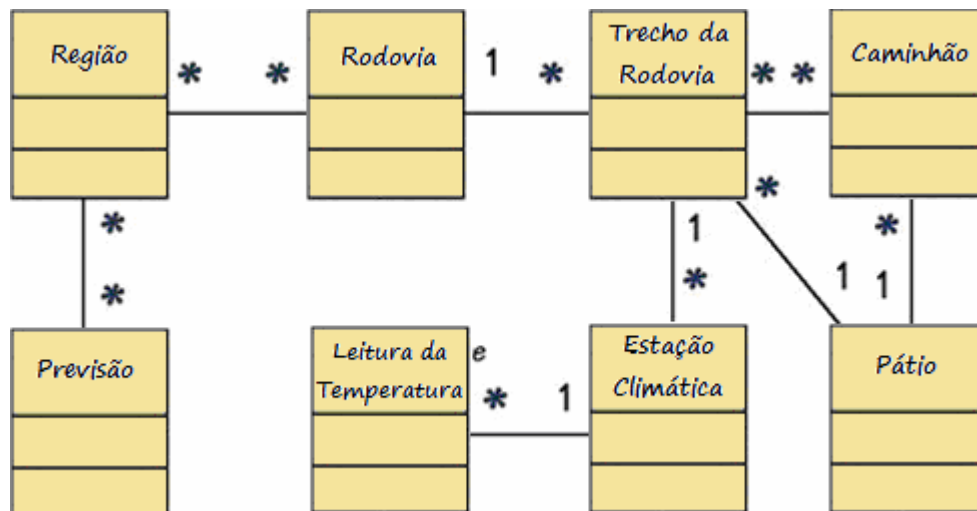 Região
Rodovia
Trecho da
Rodovia
Caminhão
* * 1 * * *
* 1 * *
* * 1 1
Previsão
Leitura da
Temperatura
e
* 1
Estação
Climática
Pátio